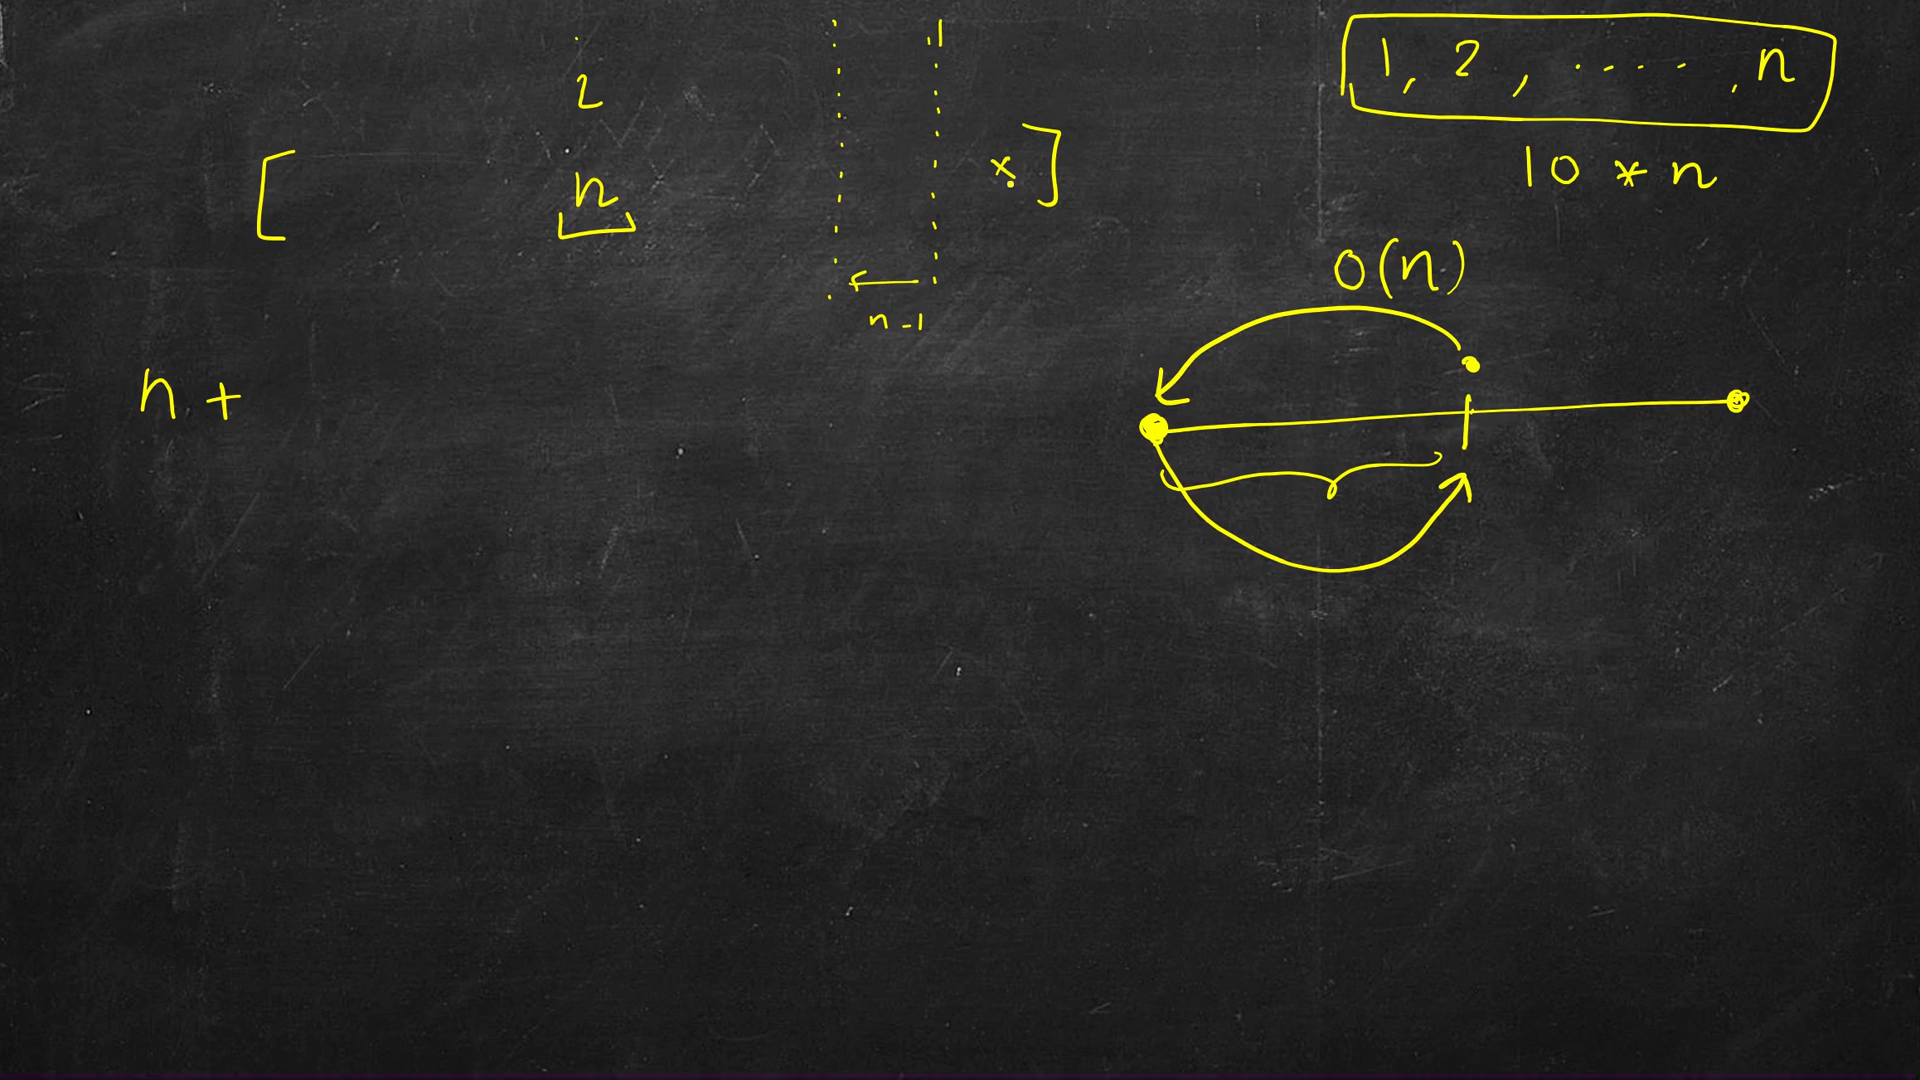 1, 2, ....., n
2
[ n x ]
10 * n
O(n)
n-1
n +